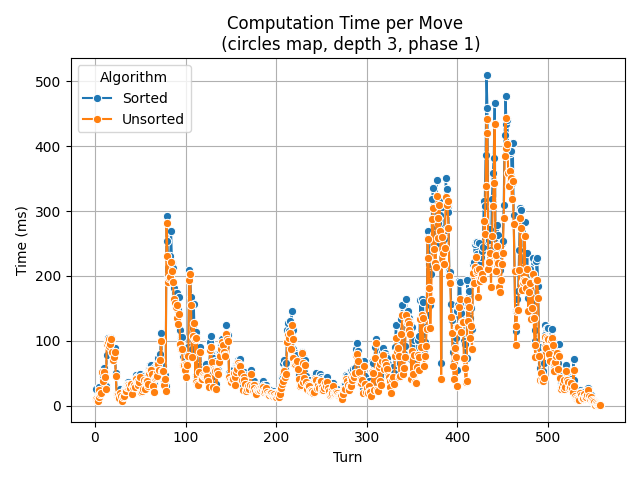 Computation Time per Move
(circles map, depth 3, phase 1)
Algorithm
Sorted
Unsorted
Time (ms)
500
400
300
200
100
0
0 100 200 300 400 500
Turn